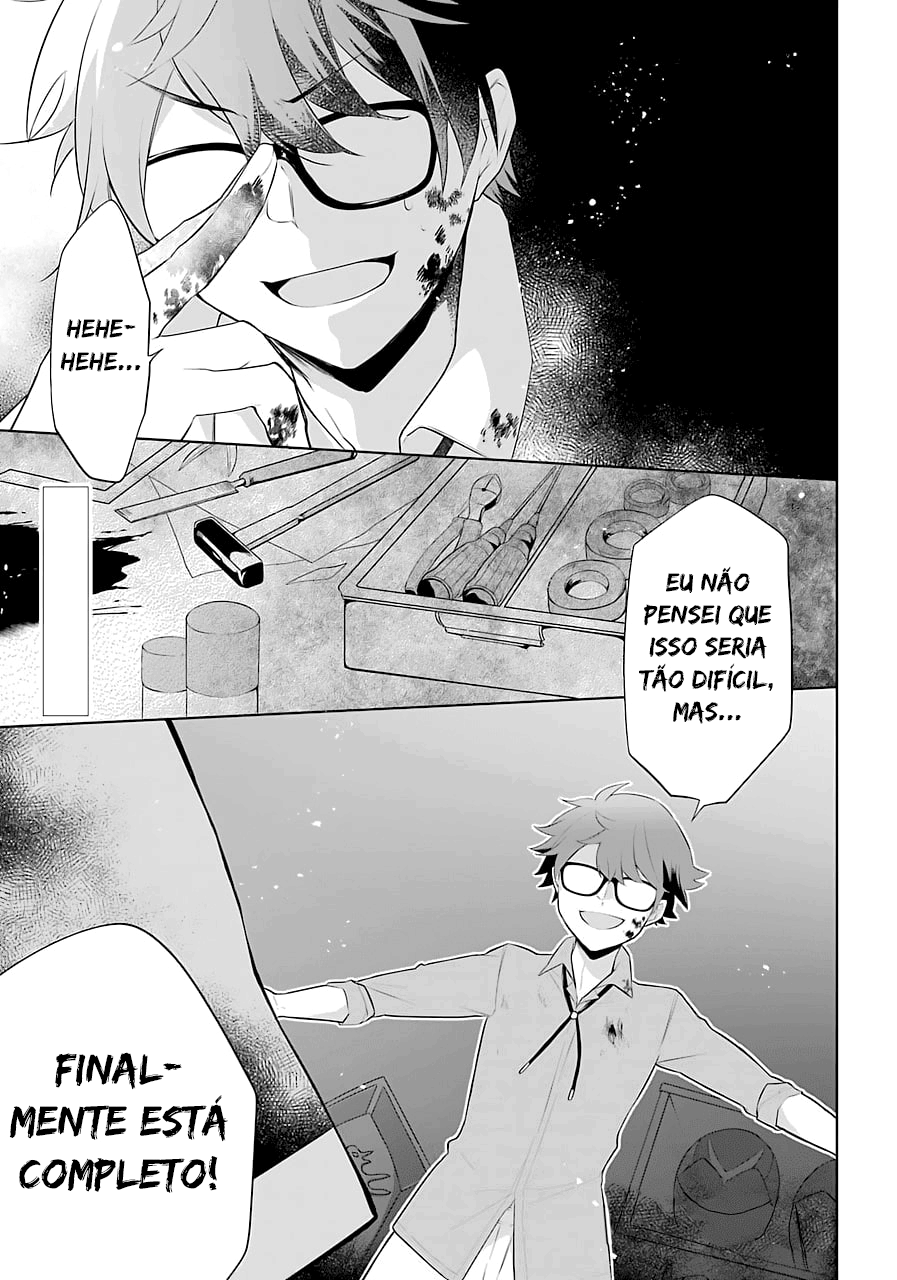 HEHE-
HEHE...
EU NÃO
PENSEI QUE
ISSO SERIA
TÃO DIFÍCIL,
MAS...
FINAL-
MENTE ESTÁ
COMPLETO!